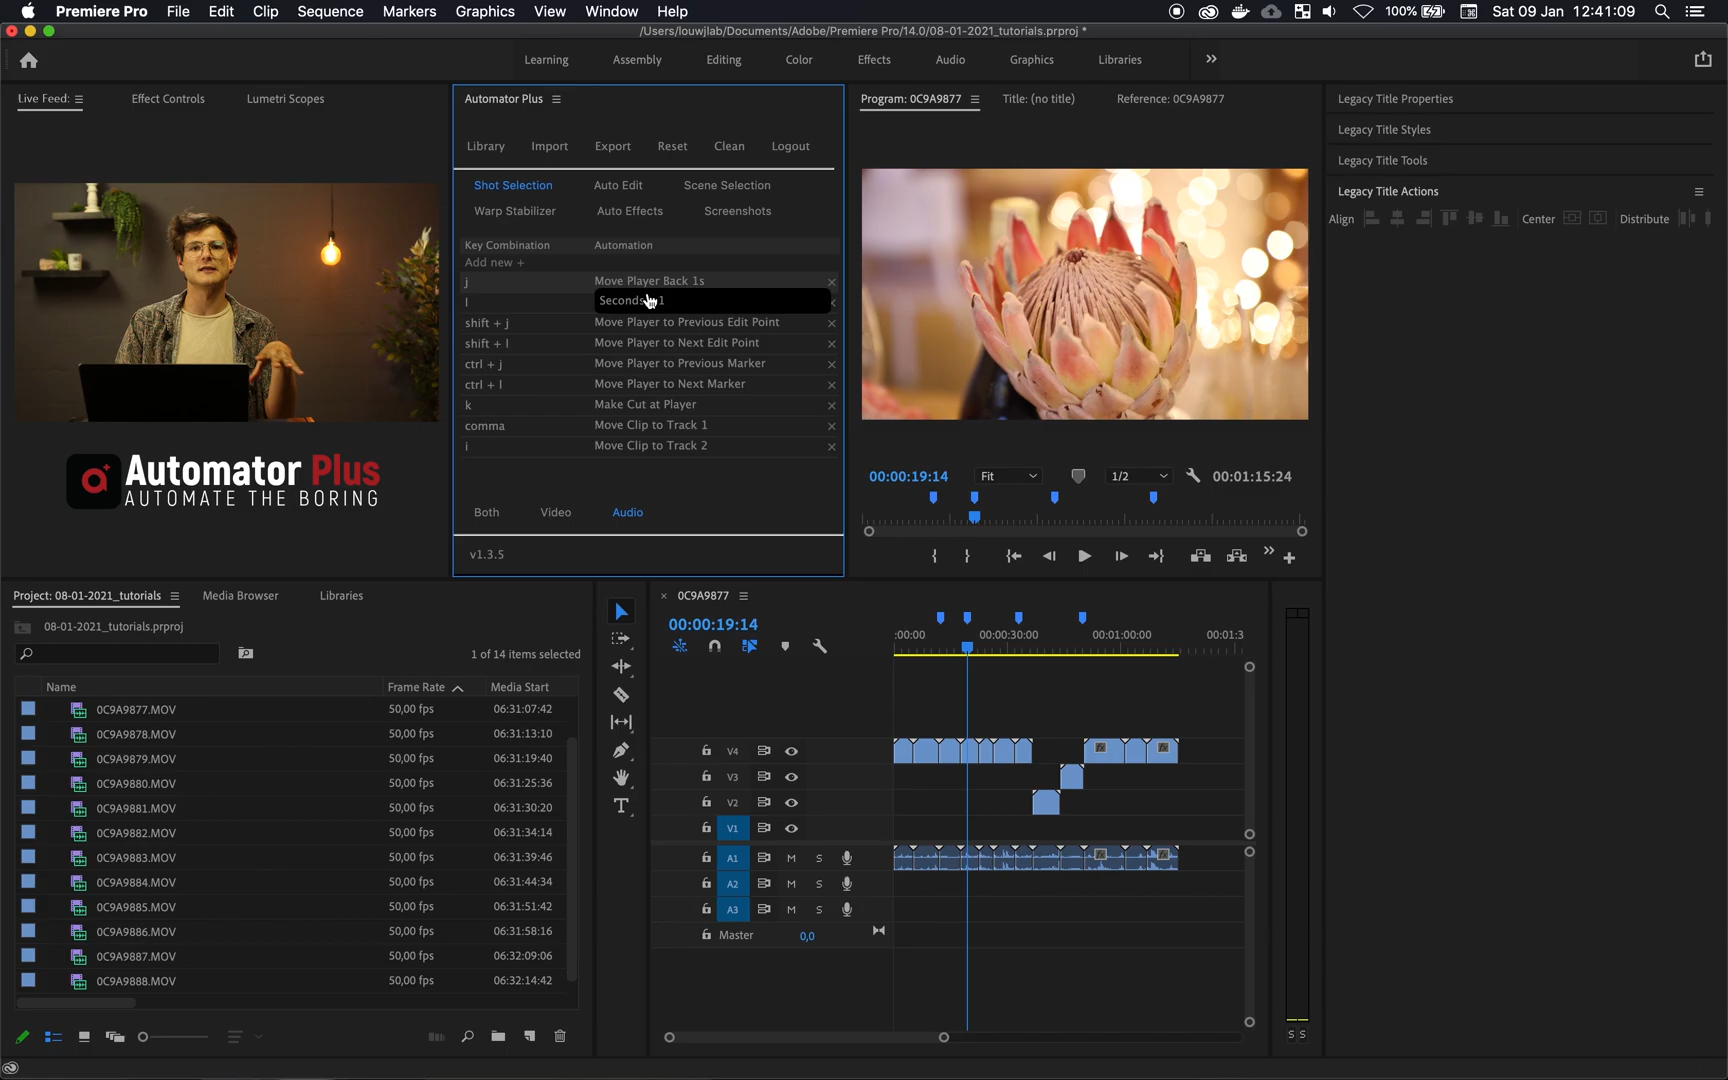 Premiere Pro File Edit Clip Sequence Markers Graphics View Window Help 100% Sat 09 Jan 12:41:09
/Users/louwjlab/Documents/Adobe/Premiere Pro/14.0/08-01-2021_tutorials.prproj *
Learning Assembly Editing Color Effects Audio Graphics Libraries
Live Feed: Effect Controls Lumetri Scopes
Automator Plus
AUTOMATE THE BORING
Automator Plus
Library Import Export Reset Clean Logout
Shot Selection Auto Edit Scene Selection
Warp Stabilizer Auto Effects Screenshots
Key Combination Automation
Add new +
j Move Player Back 1s
l Seconds 1
shift + j Move Player to Previous Edit Point
shift + l Move Player to Next Edit Point
ctrl + j Move Player to Previous Marker
ctrl + l Move Player to Next Marker
k Make Cut at Player
comma Move Clip to Track 1
i Move Clip to Track 2
Both Video Audio
v1.3.5
Program: 0C9A9877 Title: (no title) Reference: 0C9A9877
00:00:19:14 Fit 1/2 00:01:15:24
Legacy Title Properties
Legacy Title Styles
Legacy Title Tools
Legacy Title Actions
Align Center Distribute
Project: 08-01-2021_tutorials Media Browser Libraries
08-01-2021_tutorials.prproj
1 of 14 items selected
Name Frame Rate Media Start
0C9A9877.MOV 50,00 fps 06:31:07:42
0C9A9878.MOV 50,00 fps 06:31:13:10
0C9A9879.MOV 50,00 fps 06:31:19:40
0C9A9880.MOV 50,00 fps 06:31:25:36
0C9A9881.MOV 50,00 fps 06:31:30:20
0C9A9882.MOV 50,00 fps 06:31:34:14
0C9A9883.MOV 50,00 fps 06:31:39:46
0C9A9884.MOV 50,00 fps 06:31:44:34
0C9A9885.MOV 50,00 fps 06:31:51:42
0C9A9886.MOV 50,00 fps 06:31:58:16
0C9A9887.MOV 50,00 fps 06:32:09:06
0C9A9888.MOV 50,00 fps 06:32:14:42
× 0C9A9877
00:00:19:14
:00:00 00:00:30:00 00:01:00:00 00:01:3
V4
V3
V2
V1
A1 M S
A2 M S
A3 M S
Master 0,0
S S